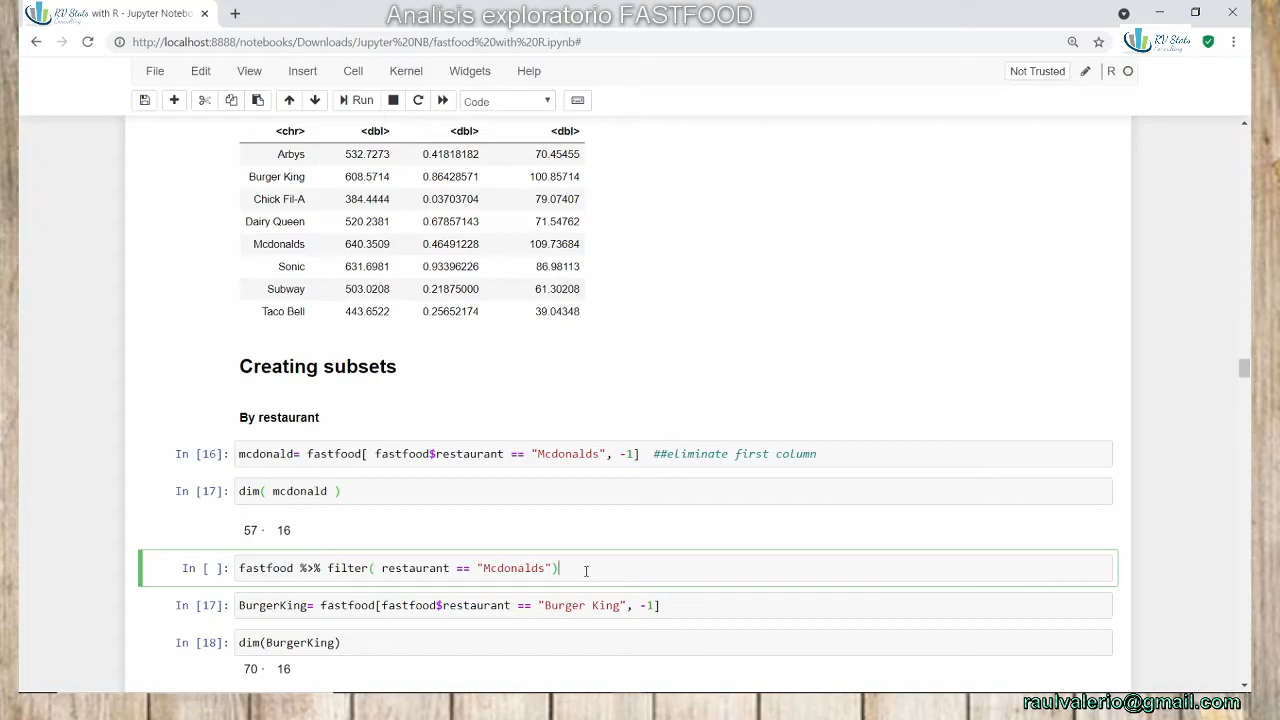 Analisis exploratorio FASTFOOD
with R - Jupyter Notebo
http://localhost:8888/notebooks/Downloads/Jupyter%20NB/fastfood%20with%20R.ipynb#
RV Stats
Consulting
RV Stats
File Edit View Insert Cell Kernel Widgets Help
Not Trusted R
Run Code
<chr> <dbl> <dbl> <dbl>
Arbys 532.7273 0.41818182 70.45455
Burger King 608.5714 0.86428571 100.85714
Chick Fil-A 384.4444 0.03703704 79.07407
Dairy Queen 520.2381 0.67857143 71.54762
Mcdonalds 640.3509 0.46491228 109.73684
Sonic 631.6981 0.93396226 86.98113
Subway 503.0208 0.21875000 61.30208
Taco Bell 443.6522 0.25652174 39.04348
Creating subsets
By restaurant
In [16]: mcdonald= fastfood[ fastfood$restaurant == "Mcdonalds", -1] ##eliminate first column
In [17]: dim( mcdonald )
57 · 16
In [ ]: fastfood %>% filter( restaurant == "Mcdonalds")
In [17]: BurgerKing= fastfood[fastfood$restaurant == "Burger King", -1]
In [18]: dim(BurgerKing)
70 · 16
raulvalerio@gmail.com